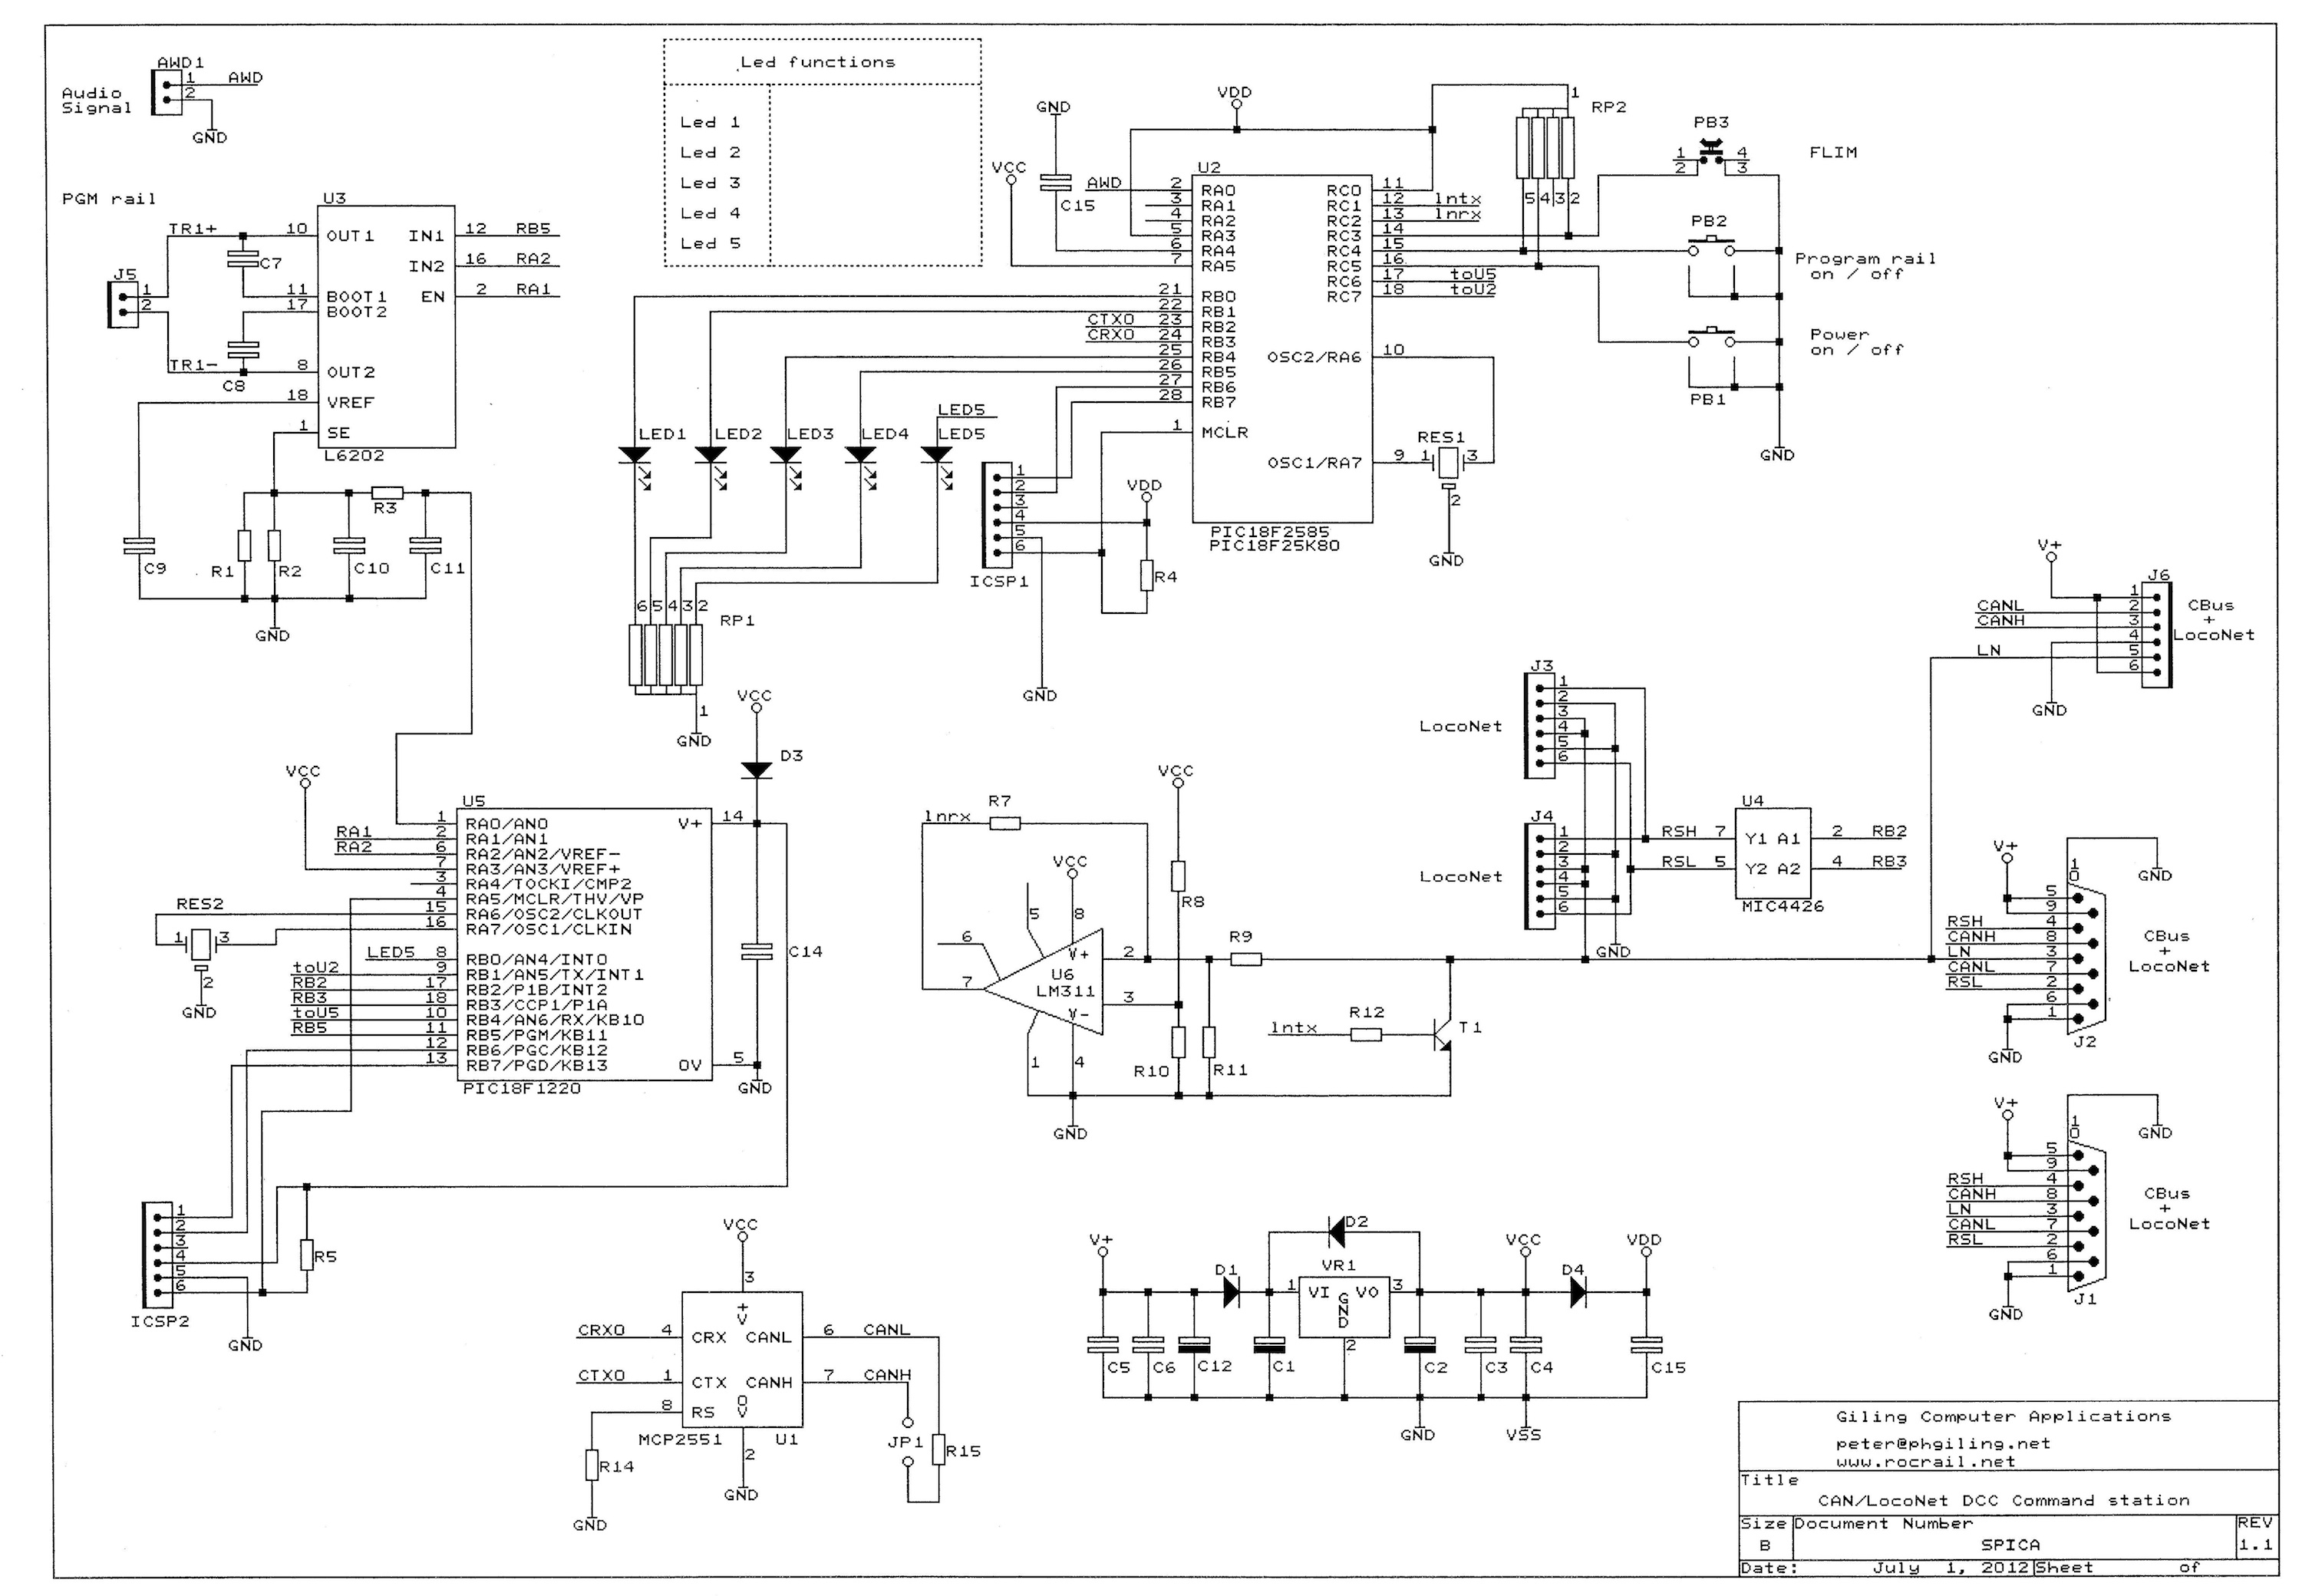 AWD1
1
AWD
2
Audio
Signal
GND
PGM rail
U3
TR1+
10
OUT1
IN1
12
RB5
C7
IN2
16
RA2
J5
1
2
11
BOOT1
EN
2
RA1
17
BOOT2
TR1-
8
OUT2
C8
18
VREF
1
SE
L6202
R3
C9
R1
R2
C10
C11
GND
Led functions
Led 1
Led 2
Led 3
Led 4
Led 5
GND
C15
VCC
VDD
U2
AWD
2
RA0
3
RA1
4
RA2
5
RA3
6
RA4
7
RA5
21
RB0
22
RB1
CTX0
23
RB2
CRX0
24
RB3
25
RB4
26
RB5
27
RB6
28
RB7
1
MCLR
RC0
11
RC1
12
lntx
RC2
13
lnrx
RC3
14
RC4
15
RC5
16
RC6
17
toU5
RC7
18
toU2
OSC2/RA6
10
OSC1/RA7
9
RES1
1
3
2
GND
PIC18F2585
PIC18F25K80
1
RP2
5
4
3
2
PB3
1
2
4
3
FLIM
PB2
Program rail
on / off
Power
on / off
PB1
GND
LED5
LED1
LED2
LED3
LED4
LED5
6
5
4
3
2
RP1
1
GND
1
2
3
4
5
6
ICSP1
VDD
R4
GND
V+
J6
1
CANL
2
CANH
3
4
LN
5
6
CBus
+
LocoNet
GND
VCC
D3
VCC
U5
1
RA0/AN0
RA1
2
RA1/AN1
RA2
6
RA2/AN2/VREF-
7
RA3/AN3/VREF+
3
RA4/TOCKI/CMP2
4
RA5/MCLR/THV/VP
15
RA6/OSC2/CLKOUT
16
RA7/OSC1/CLKIN
LED5
8
RB0/AN4/INT0
toU2
9
RB1/AN5/TX/INT1
RB2
17
RB2/P1B/INT2
RB3
18
RB3/CCP1/P1A
toU5
10
RB4/AN6/RX/KB10
RB5
11
RB5/PGM/KB11
12
RB6/PGC/KB12
13
RB7/PGD/KB13
V+
14
0V
5
PIC18F1220
C14
GND
RES2
1
3
2
GND
1
2
3
4
5
6
ICSP2
R5
GND
lnrx
R7
VCC
VCC
R8
5
8
6
V+
2
U6
LM311
7
3
V-
1
4
R9
R10
R11
GND
lntx
R12
T1
J3
1
2
3
4
5
6
LocoNet
J4
1
2
3
4
5
6
LocoNet
GND
U4
RSH
7
Y1
A1
2
RB2
RSL
5
Y2
A2
4
RB3
MIC4426
V+
10
GND
5
9
RSH
4
CANH
8
LN
3
CANL
7
RSL
2
6
1
CBus
+
LocoNet
GND
J2
V+
10
GND
5
9
RSH
4
CANH
8
LN
3
CANL
7
RSL
2
6
1
CBus
+
LocoNet
GND
J1
VCC
3
+V
CRX0
4
CRX
CANL
6
CANL
CTX0
1
CTX
CANH
7
CANH
8
RS
0V
MCP2551
U1
2
GND
R14
GND
JP1
R15
V+
D1
D2
VR1
1
VI
GND
VO
3
2
VCC
D4
VDD
C5
C6
C12
C1
C2
C3
C4
C15
GND
VSS
Giling Computer Applications
peter@phgiling.net
www.rocrail.net
Title
CAN/LocoNet DCC Command station
Size
Document Number
REV
B
SPICA
1.1
Date:
July 1, 2012
Sheet
of